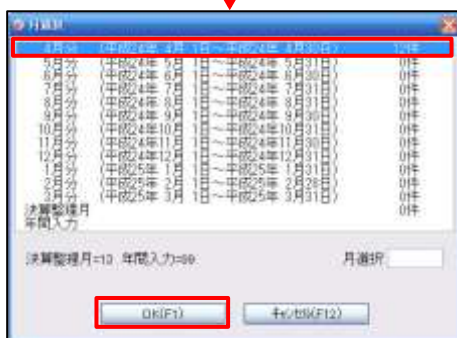 月選択
4月分 (平成24年 4月 1日～平成24年 4月30日) 12件
5月分 (平成24年 5月 1日～平成24年 5月31日) 0件
6月分 (平成24年 6月 1日～平成24年 6月30日) 0件
7月分 (平成24年 7月 1日～平成24年 7月31日) 0件
8月分 (平成24年 8月 1日～平成24年 8月31日) 0件
9月分 (平成24年 9月 1日～平成24年 9月30日) 0件
10月分 (平成24年10月 1日～平成24年10月31日) 0件
11月分 (平成24年11月 1日～平成24年11月30日) 0件
12月分 (平成24年12月 1日～平成24年12月31日) 0件
1月分 (平成25年 1月 1日～平成25年 1月31日) 0件
2月分 (平成25年 2月 1日～平成25年 2月28日) 0件
3月分 (平成25年 3月 1日～平成25年 3月31日) 0件
決算整理月 0件
年間入力
決算整理月=13 年間入力=99 月選択
OK(F1) ｷｬﾝｾﾙ(F12)